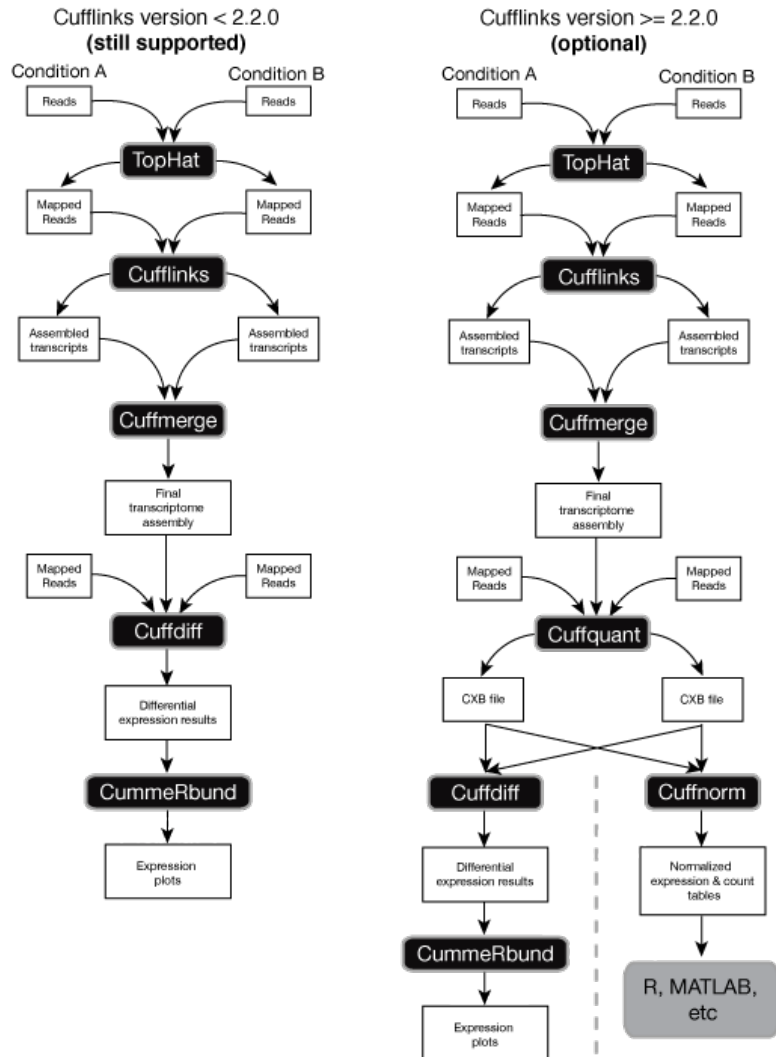 Cufflinks version < 2.2.0
(still supported)
Condition A
Condition B
Reads
Reads
TopHat
Mapped
Reads
Mapped
Reads
Cufflinks
Assembled
transcripts
Assembled
transcripts
Cuffmerge
Final
transcriptome
assembly
Mapped
Reads
Mapped
Reads
Cuffdiff
Differential
expression results
CummeRbund
Expression
plots
Cufflinks version >= 2.2.0
(optional)
Condition A
Condition B
Reads
Reads
TopHat
Mapped
Reads
Mapped
Reads
Cufflinks
Assembled
transcripts
Assembled
transcripts
Cuffmerge
Final
transcriptome
assembly
Mapped
Reads
Mapped
Reads
Cuffquant
CXB file
CXB file
Cuffdiff
Differential
expression results
CummeRbund
Expression
plots
Cuffnorm
Normalized
expression & count
tables
R, MATLAB,
etc